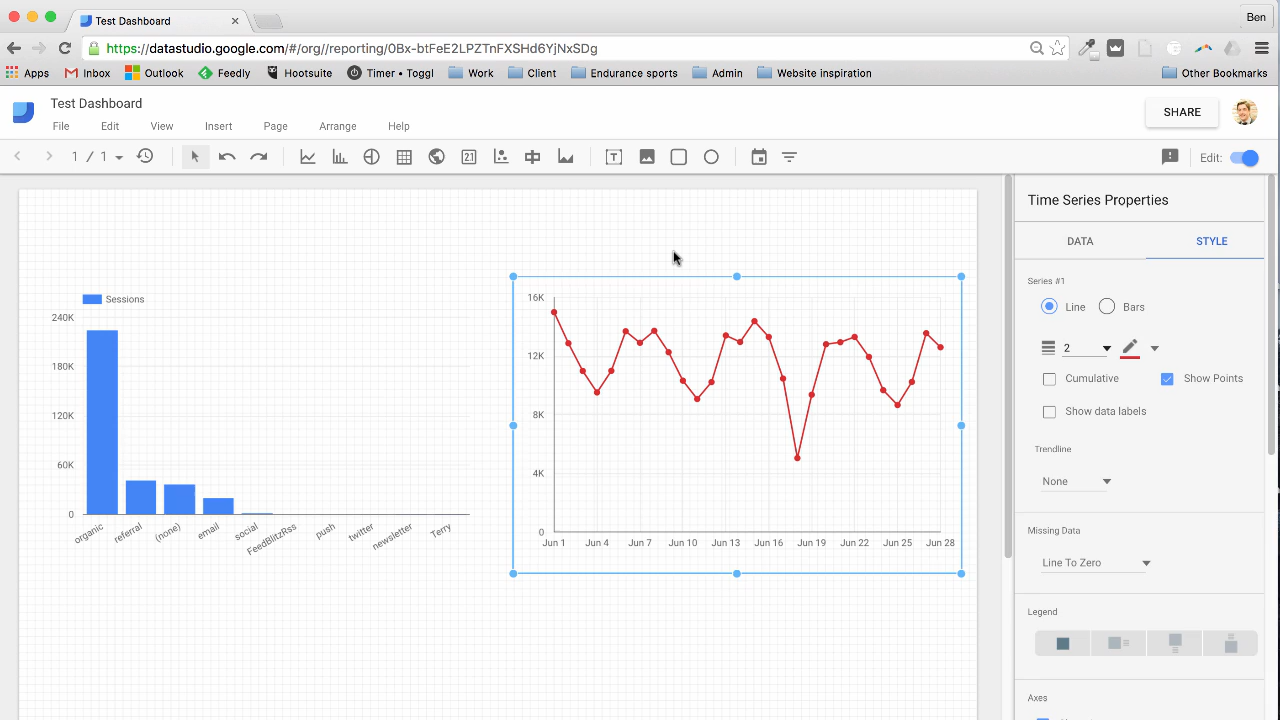 Test Dashboard
Ben
https://datastudio.google.com/#/org//reporting/0Bx-btFeE2LPZTnFXSHd6YjNxSDg
Apps Inbox Outlook Feedly Hootsuite Timer • Toggl Work Client Endurance sports Admin Website inspiration Other Bookmarks
Test Dashboard
SHARE
File Edit View Insert Page Arrange Help
1 / 1
Edit:
Time Series Properties
DATA STYLE
Series #1
Line Bars
2
Cumulative Show Points
Show data labels
Trendline
None
Missing Data
Line To Zero
Legend
Axes
Sessions
240K
180K
120K
60K
0
organic referral (none) email social FeedBlitzRss push twitter newsletter Terry
16K
12K
8K
4K
0
Jun 1 Jun 4 Jun 7 Jun 10 Jun 13 Jun 16 Jun 19 Jun 22 Jun 25 Jun 28